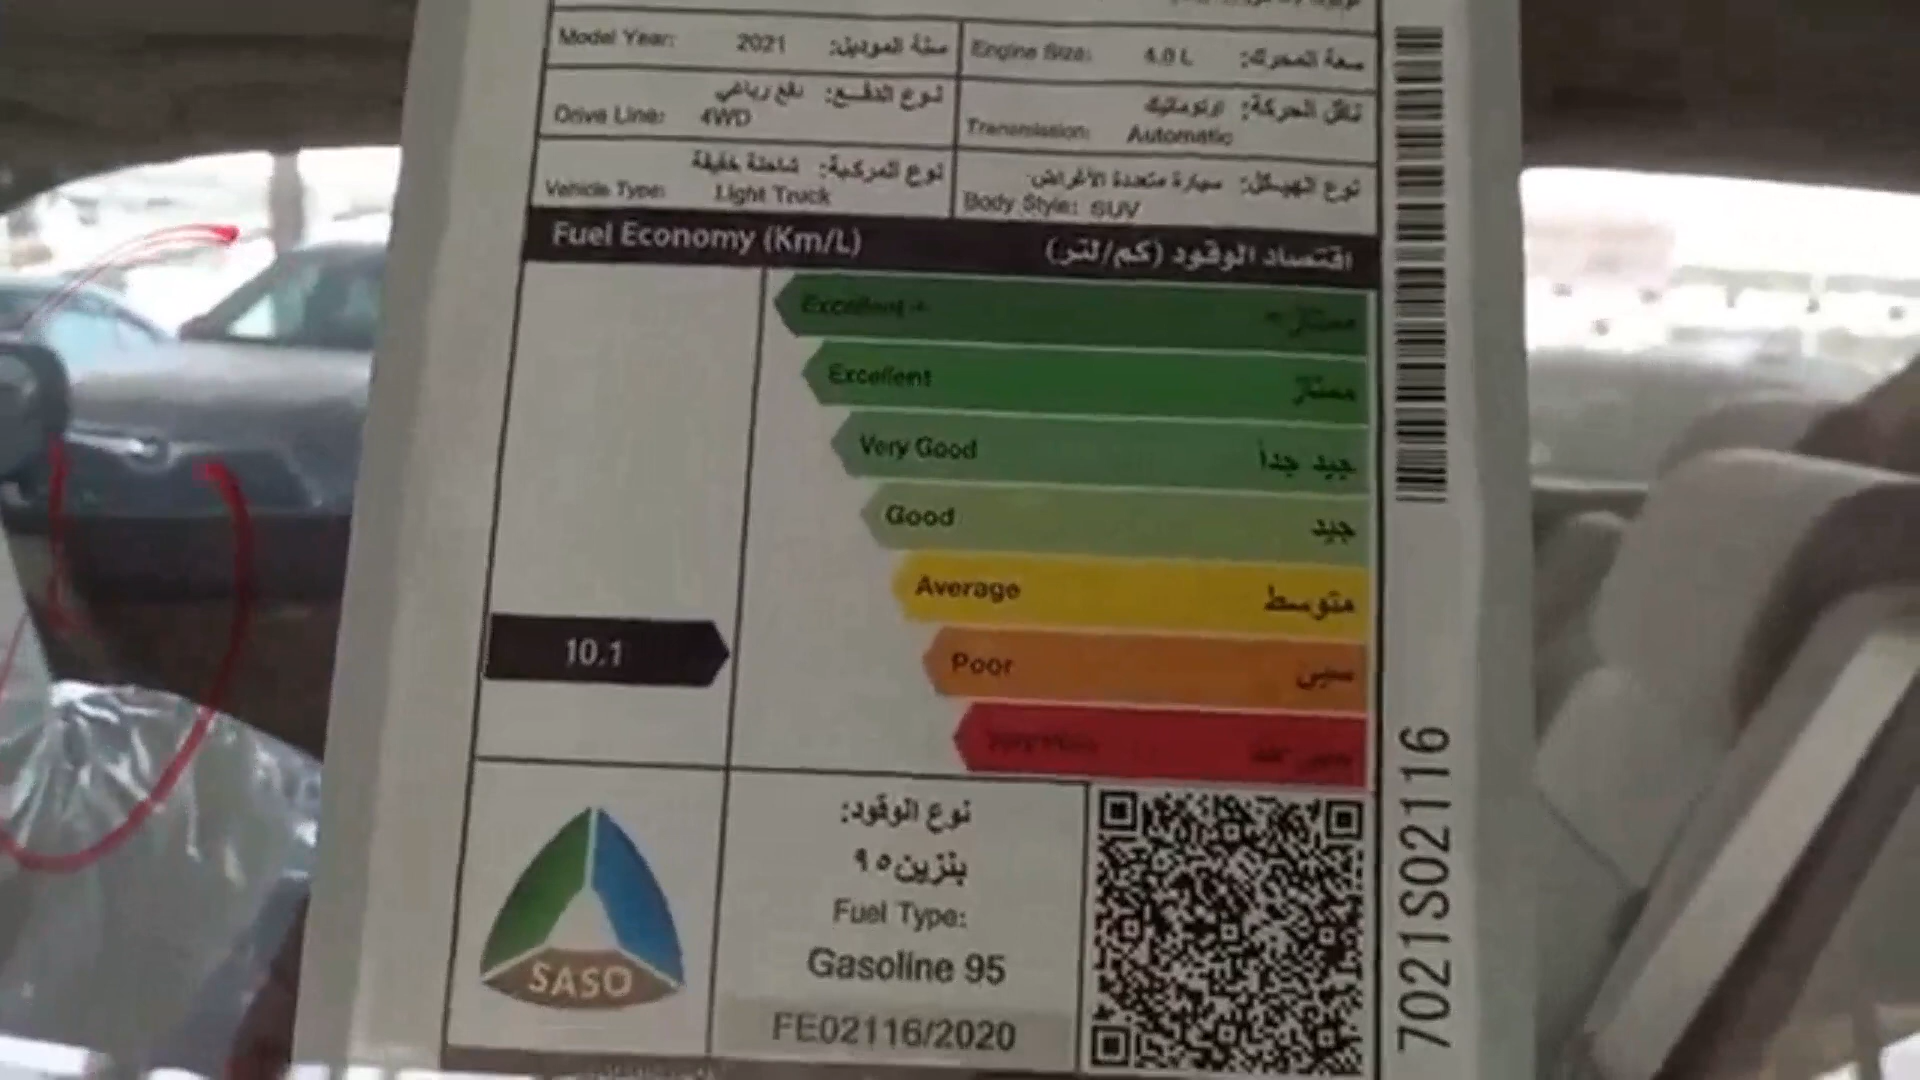 Model Year: 2021 سنة الموديل:
Engine Size: 4.0 L سعة المحرك:
نوع الدفع: دفع رباعي
Drive Line: 4WD
ناقل الحركة: اوتوماتيك
Transmission: Automatic
نوع المركبة: شاحنة خفيفة
Vehicle Type: Light Truck
نوع الهيكل: سيارة متعددة الأغراض
Body Style: SUV
Fuel Economy (Km/L) اقتصاد الوقود (كم/لتر)
Excellent + ممتاز +
Excellent ممتاز
Very Good جيد جداً
Good جيد
Average متوسط
10.1
Poor سيئ
نوع الوقود:
بنزين ٩٥
Fuel Type:
Gasoline 95
FE02116/2020
SASO
7021S02116